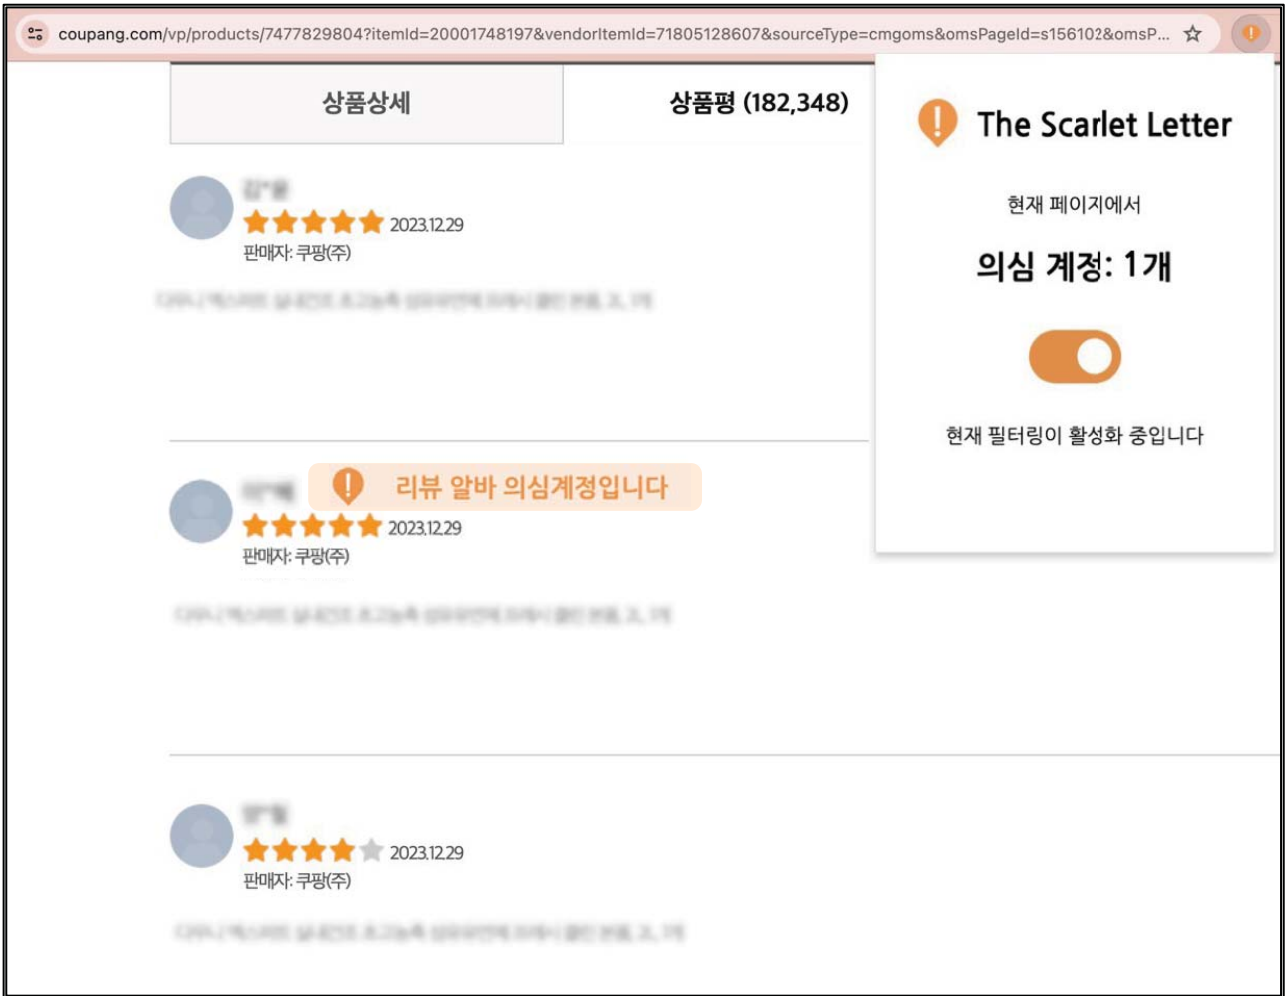 coupang.com/vp/products/7477829804?itemId=20001748197&vendorItemId=71805128607&sourceType=cmgoms&omsPageId=s156102&omsP...
상품상세
상품평 (182,348)
The Scarlet Letter
현재 페이지에서
의심 계정: 1개
현재 필터링이 활성화 중입니다
2023.12.29
판매자: 쿠팡(주)
리뷰 알바 의심계정입니다
2023.12.29
판매자: 쿠팡(주)
2023.12.29
판매자: 쿠팡(주)